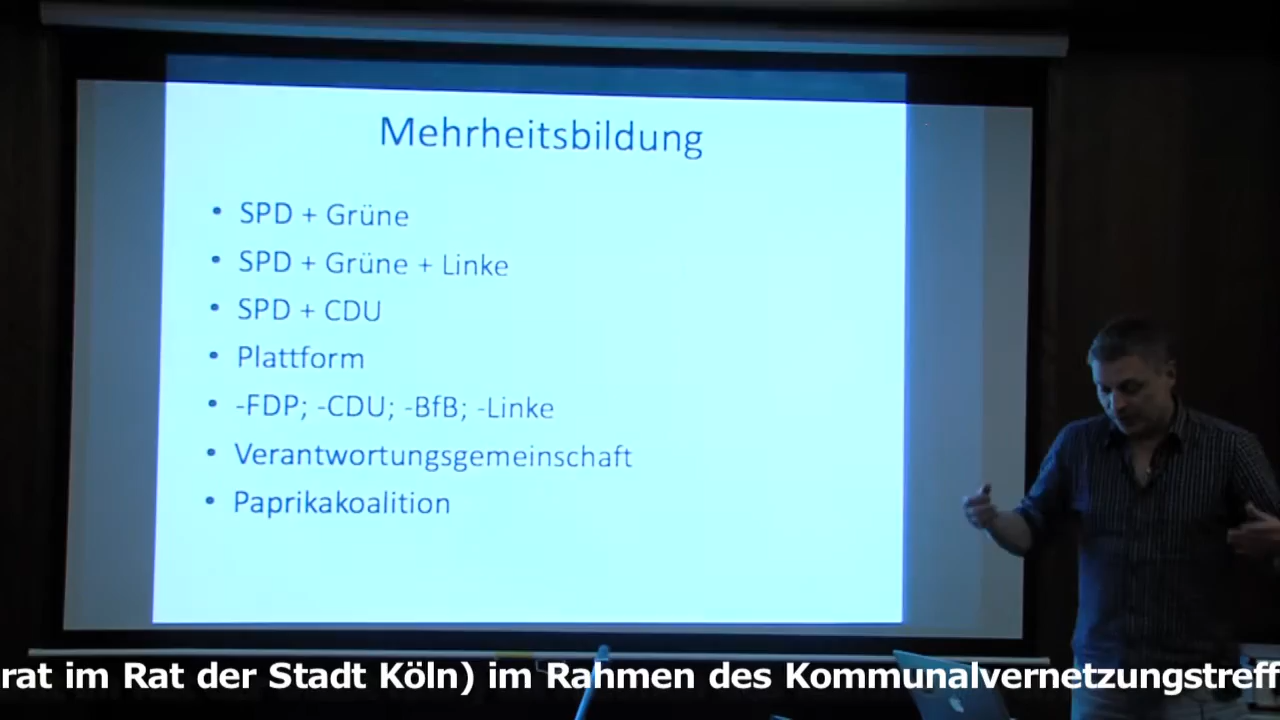 Mehrheitsbildung
• SPD + Grüne
• SPD + Grüne + Linke
• SPD + CDU
• Plattform
• -FDP; -CDU; -BfB; -Linke
• Verantwortungsgemeinschaft
• Paprikakoalition
rat im Rat der Stadt Köln) im Rahmen des Kommunalvernetzungstreff